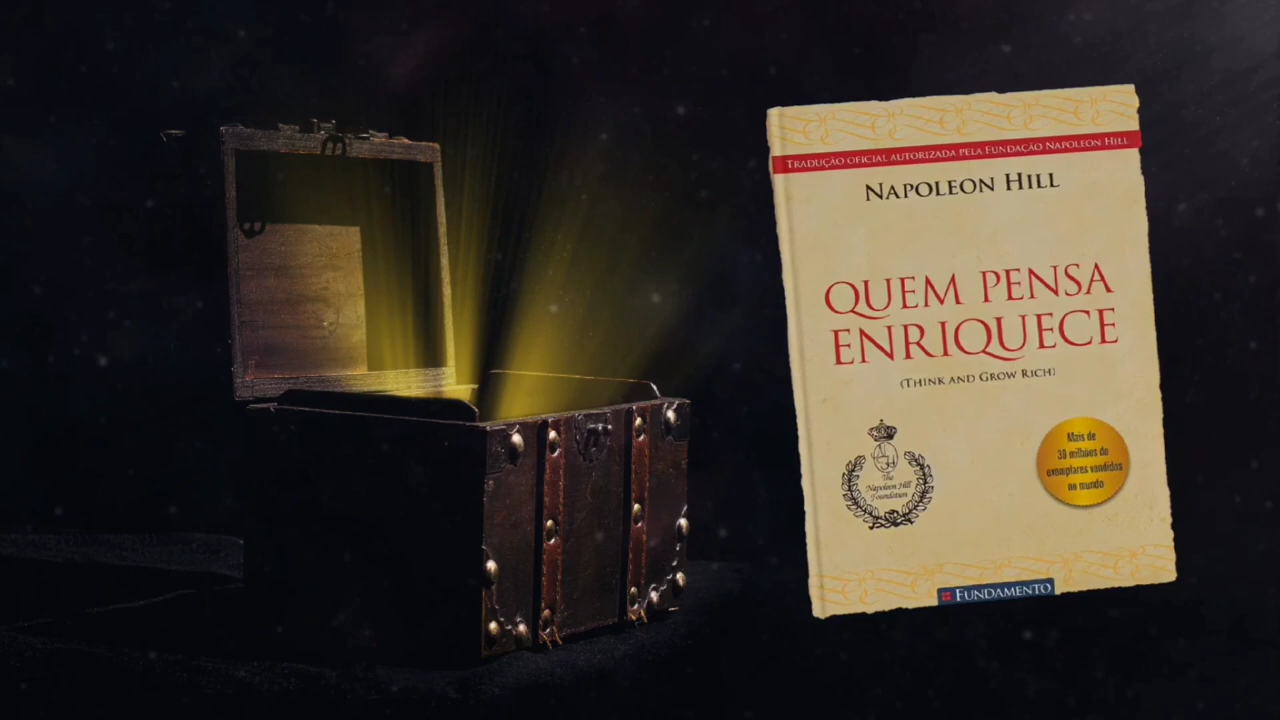 TRADUÇÃO OFICIAL AUTORIZADA PELA FUNDAÇÃO NAPOLEON HILL
NAPOLEON HILL
QUEM PENSA
ENRIQUECE
(THINK AND GROW RICH)
The
Napoleon Hill
Foundation
Mais de
30 milhões de
exemplares vendidos
no mundo
FUNDAMENTO